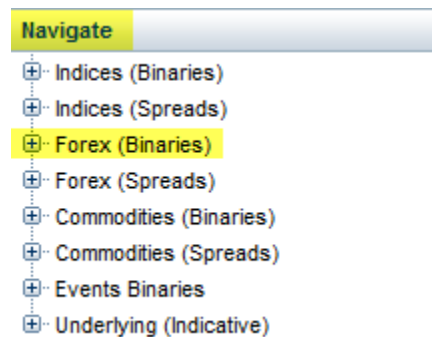 Navigate
Indices (Binaries)
Indices (Spreads)
Forex (Binaries)
Forex (Spreads)
Commodities (Binaries)
Commodities (Spreads)
Events Binaries
Underlying (Indicative)